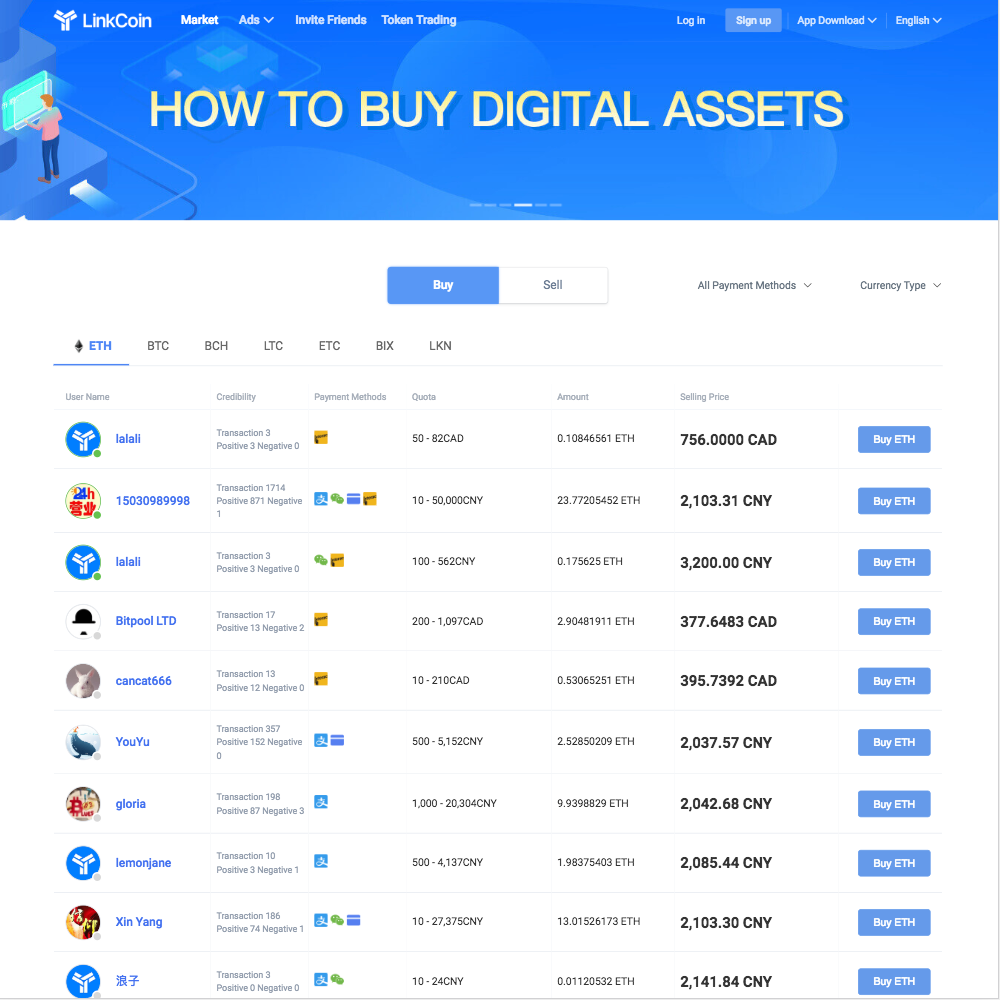 LinkCoin Market Ads Invite Friends Token Trading Log in Sign up App Download English
HOW TO BUY DIGITAL ASSETS
Buy Sell All Payment Methods Currency Type
ETH BTC BCH LTC ETC BIX LKN
User Name Credibility Payment Methods Quota Amount Selling Price
lalali Transaction 3 50 - 82CAD 0.10846561 ETH 756.0000 CAD Buy ETH
Positive 3 Negative 0
24h
营业
15030989998 Transaction 1714 10 - 50,000CNY 23.77205452 ETH 2,103.31 CNY Buy ETH
Positive 871 Negative
1
lalali Transaction 3 100 - 562CNY 0.175625 ETH 3,200.00 CNY Buy ETH
Positive 3 Negative 0
Bitpool LTD Transaction 17 200 - 1,097CAD 2.90481911 ETH 377.6483 CAD Buy ETH
Positive 13 Negative 2
cancat666 Transaction 13 10 - 210CAD 0.53065251 ETH 395.7392 CAD Buy ETH
Positive 12 Negative 0
YouYu Transaction 357 500 - 5,152CNY 2.52850209 ETH 2,037.57 CNY Buy ETH
Positive 152 Negative
0
gloria Transaction 198 1,000 - 20,304CNY 9.9398829 ETH 2,042.68 CNY Buy ETH
Positive 87 Negative 3
lemonjane Transaction 10 500 - 4,137CNY 1.98375403 ETH 2,085.44 CNY Buy ETH
Positive 3 Negative 1
Xin Yang Transaction 186 10 - 27,375CNY 13.01526173 ETH 2,103.30 CNY Buy ETH
Positive 74 Negative 1
浪子 Transaction 3 10 - 24CNY 0.01120532 ETH 2,141.84 CNY Buy ETH
Positive 0 Negative 0